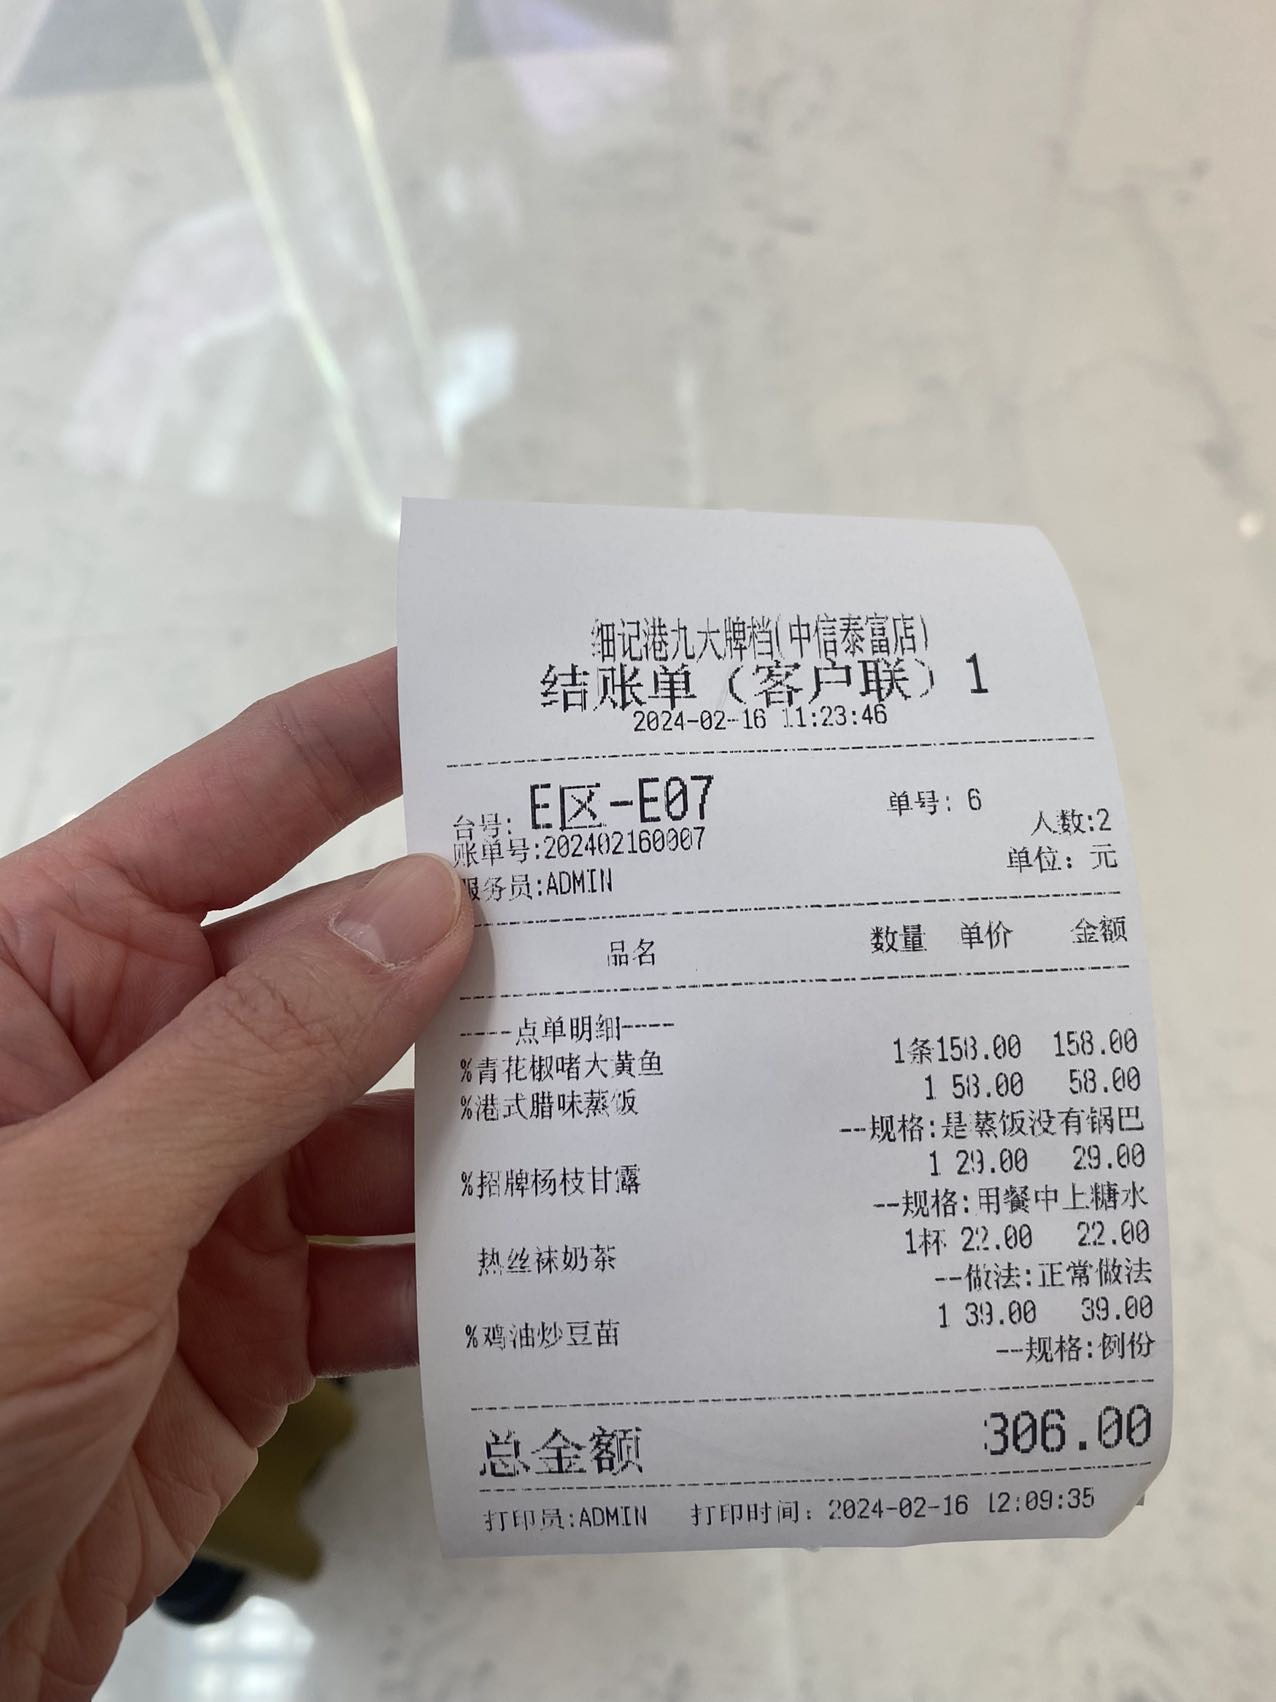 细记港九大牌档(中信泰富店)
结账单（客户联）1
2024-02-16 11:23:46
台号: E区-E07 单号: 6
人数:2
账单号:202402160007
单位: 元
服务员:ADMIN
品名 数量 单价 金额
-----点单明细----
%青花椒啫大黄鱼 1条158.00 158.00
%港式腊味蒸饭 1 58.00 58.00
--规格:是蒸饭没有锅巴
%招牌杨枝甘露 1 29.00 29.00
--规格:用餐中上糖水
热丝袜奶茶 1杯 22.00 22.00
--做法:正常做法
%鸡油炒豆苗 1 39.00 39.00
--规格:例份
总金额 306.00
打印员:ADMIN 打印时间: 2024-02-16 12:09:35